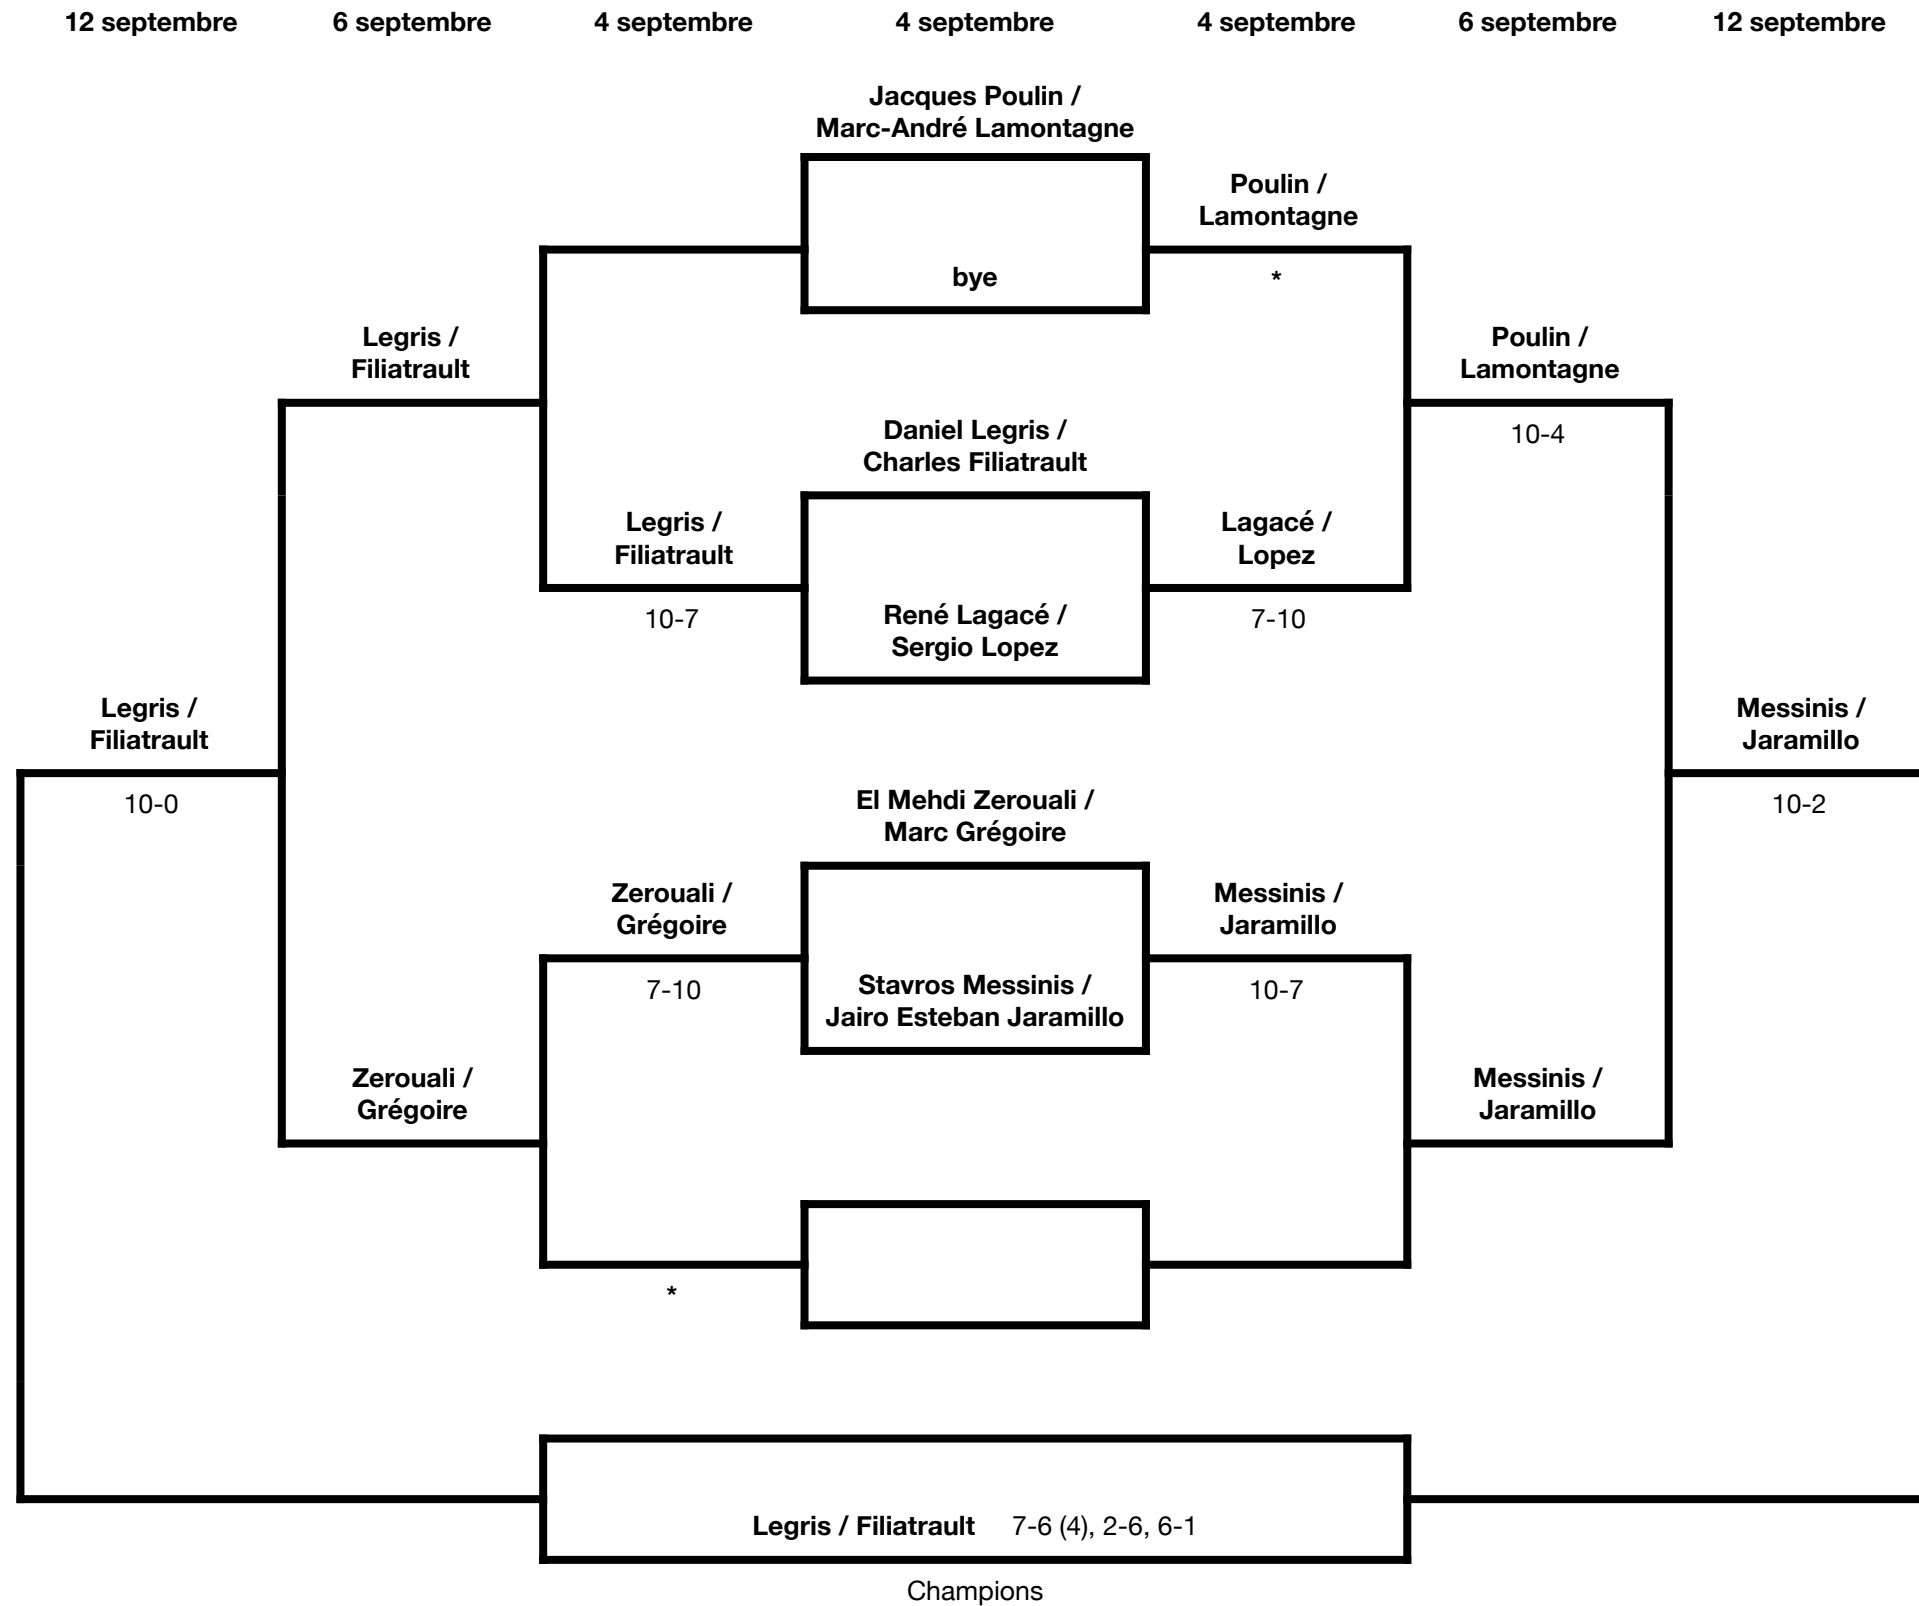 12 septembre 6 septembre 4 septembre 4 septembre 4 septembre 6 septembre 12 septembre
Jacques Poulin /
Marc-André Lamontagne
Poulin /
Lamontagne
bye
*
Legris /
Filiatrault
Poulin /
Lamontagne
10-4
Daniel Legris /
Charles Filiatrault
Legris /
Filiatrault
10-7
Lagacé /
Lopez
7-10
René Lagacé /
Sergio Lopez
Legris /
Filiatrault
10-0
Messinis /
Jaramillo
10-2
El Mehdi Zerouali /
Marc Grégoire
Zerouali /
Grégoire
7-10
Messinis /
Jaramillo
10-7
Stavros Messinis /
Jairo Esteban Jaramillo
Zerouali /
Grégoire
Messinis /
Jaramillo
*
Legris / Filiatrault 7-6 (4), 2-6, 6-1
Champions